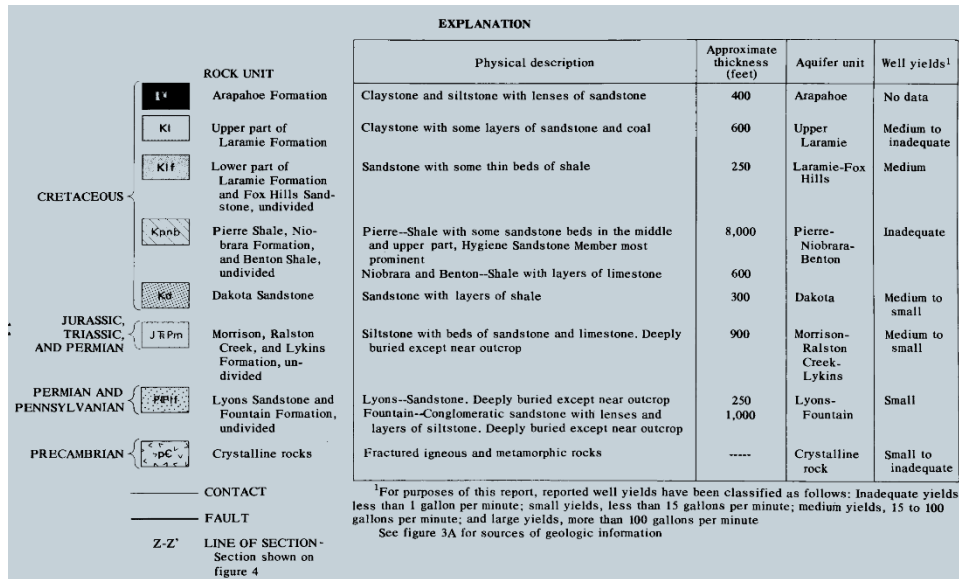 EXPLANATION
ROCK UNIT
Physical description
Approximate
thickness
(feet)
Aquifer unit
Well yields1
CRETACEOUS
Arapahoe Formation
Claystone and siltstone with lenses of sandstone
400
Arapahoe
No data
Kl
Upper part of
Laramie Formation
Claystone with some layers of sandstone and coal
600
Upper
Laramie
Medium to
inadequate
Klf
Lower part of
Laramie Formation
and Fox Hills Sand-
stone, undivided
Sandstone with some thin beds of shale
250
Laramie-Fox
Hills
Medium
Kpnb
Pierre Shale, Nio-
brara Formation,
and Benton Shale,
undivided
Pierre--Shale with some sandstone beds in the middle
and upper part, Hygiene Sandstone Member most
prominent
Niobrara and Benton--Shale with layers of limestone
8,000
600
Pierre-
Niobrara-
Benton
Inadequate
Kd
Dakota Sandstone
Sandstone with layers of shale
300
Dakota
Medium to
small
JURASSIC,
TRIASSIC,
AND PERMIAN
JTRPm
Morrison, Ralston
Creek, and Lykins
Formation, un-
divided
Siltstone with beds of sandstone and limestone. Deeply
buried except near outcrop
900
Morrison-
Ralston
Creek-
Lykins
Medium to
small
PERMIAN AND
PENNSYLVANIAN
Lyons Sandstone and
Fountain Formation,
undivided
Lyons--Sandstone. Deeply buried except near outcrop
Fountain--Conglomeratic sandstone with lenses and
layers of siltstone. Deeply buried except near outcrop
250
1,000
Lyons-
Fountain
Small
PRECAMBRIAN
pЄ
Crystalline rocks
Fractured igneous and metamorphic rocks
-----
Crystalline
rock
Small to
inadequate
CONTACT
FAULT
Z-Z' LINE OF SECTION-
Section shown on
figure 4
1For purposes of this report, reported well yields have been classified as follows: Inadequate yields
less than 1 gallon per minute; small yields, less than 15 gallons per minute; medium yields, 15 to 100
gallons per minute; and large yields, more than 100 gallons per minute
See figure 3A for sources of geologic information